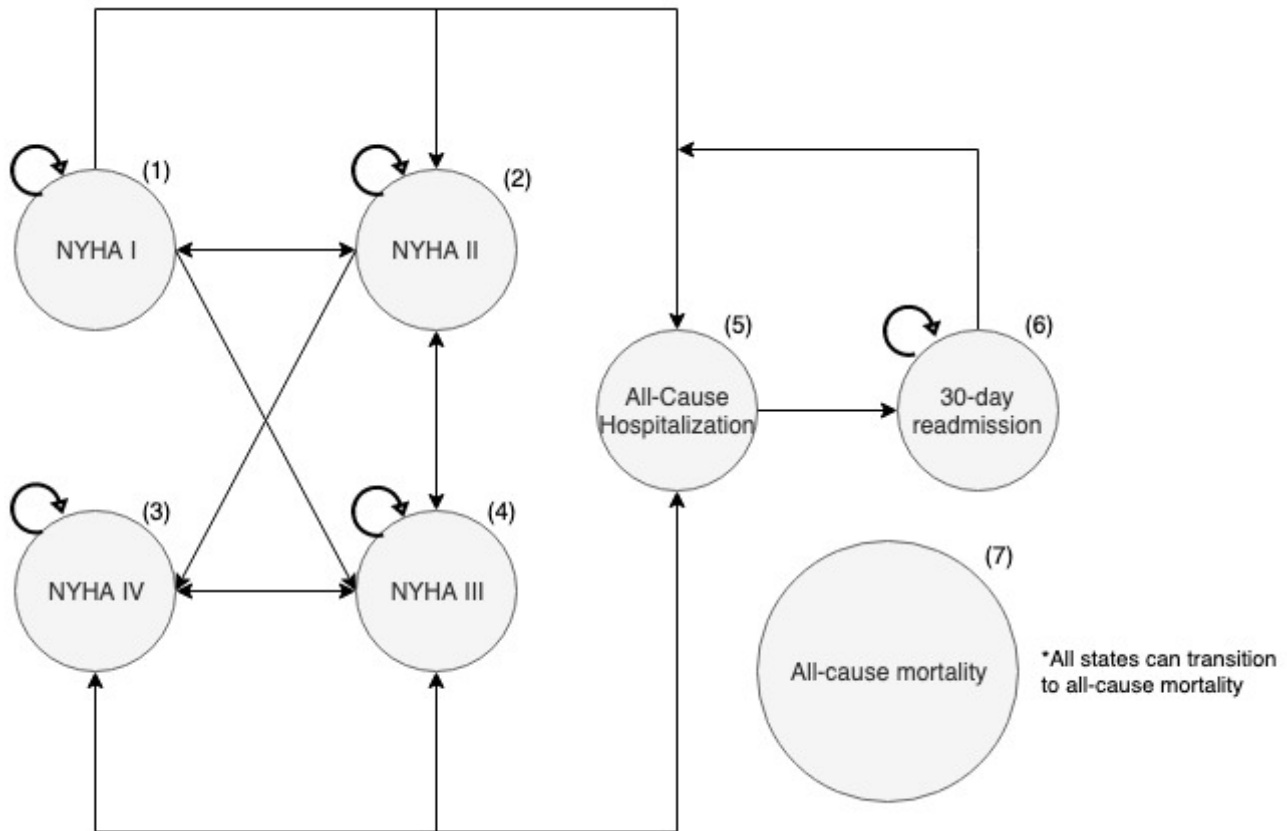 (1)
NYHA I
(2)
NYHA II
(3)
NYHA IV
(4)
NYHA III
(5)
All-Cause
Hospitalization
(6)
30-day
readmission
(7)
All-cause mortality
*All states can transition
to all-cause mortality